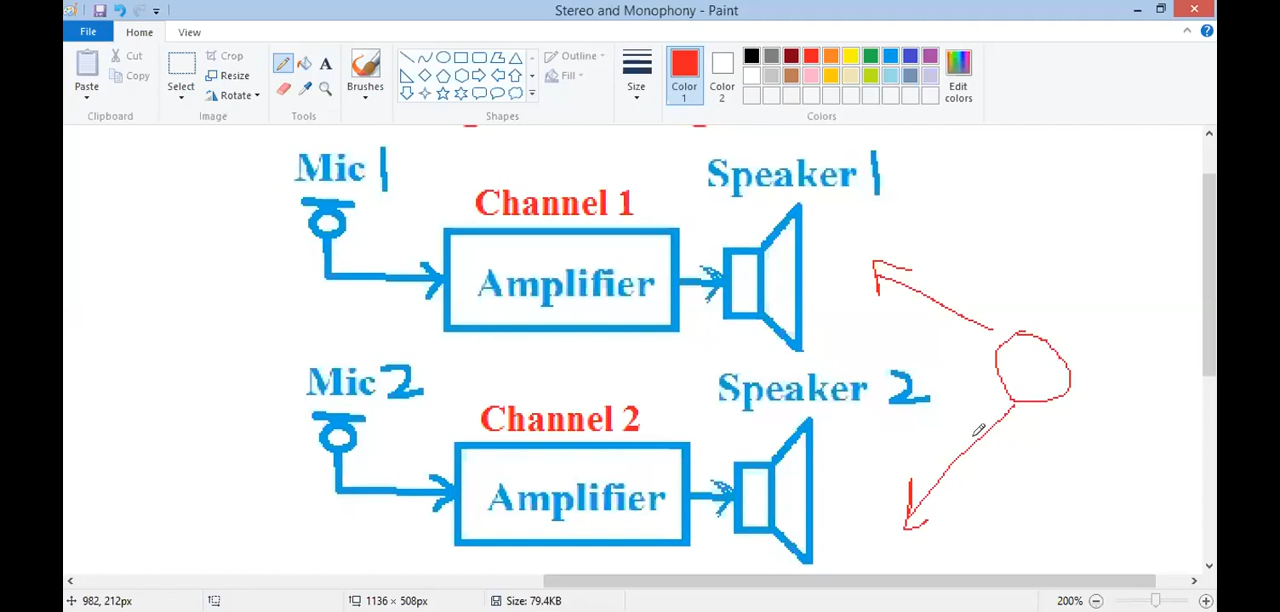 Stereo and Monophony - Paint
File Home View
Paste
Cut
Copy
Clipboard
Select
Crop
Resize
Rotate
Image
A
Tools
Brushes
Outline
Fill
Shapes
Size
Color 1
Color 2
Edit colors
Colors
Mic 1
Speaker 1
Channel 1
Amplifier
Mic 2
Speaker 2
Channel 2
Amplifier
982, 212px
1136 × 508px
Size: 79.4KB
200%